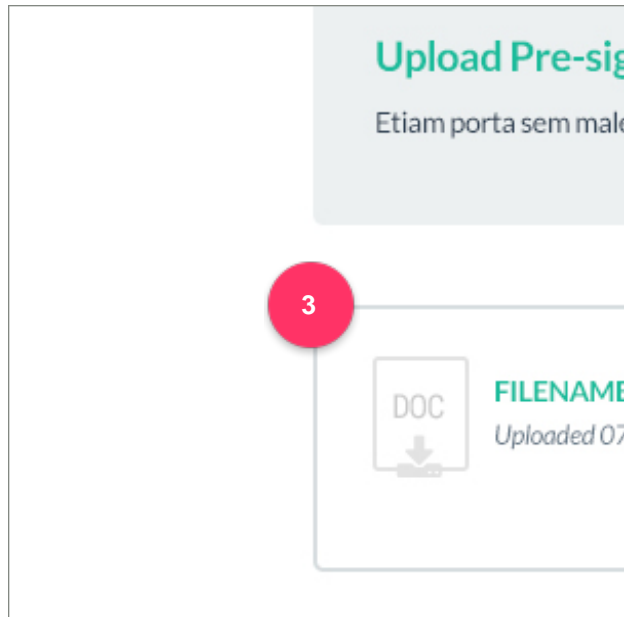 Upload Pre-sig
Etiam porta sem male
3
DOC
FILENAME
Uploaded 07